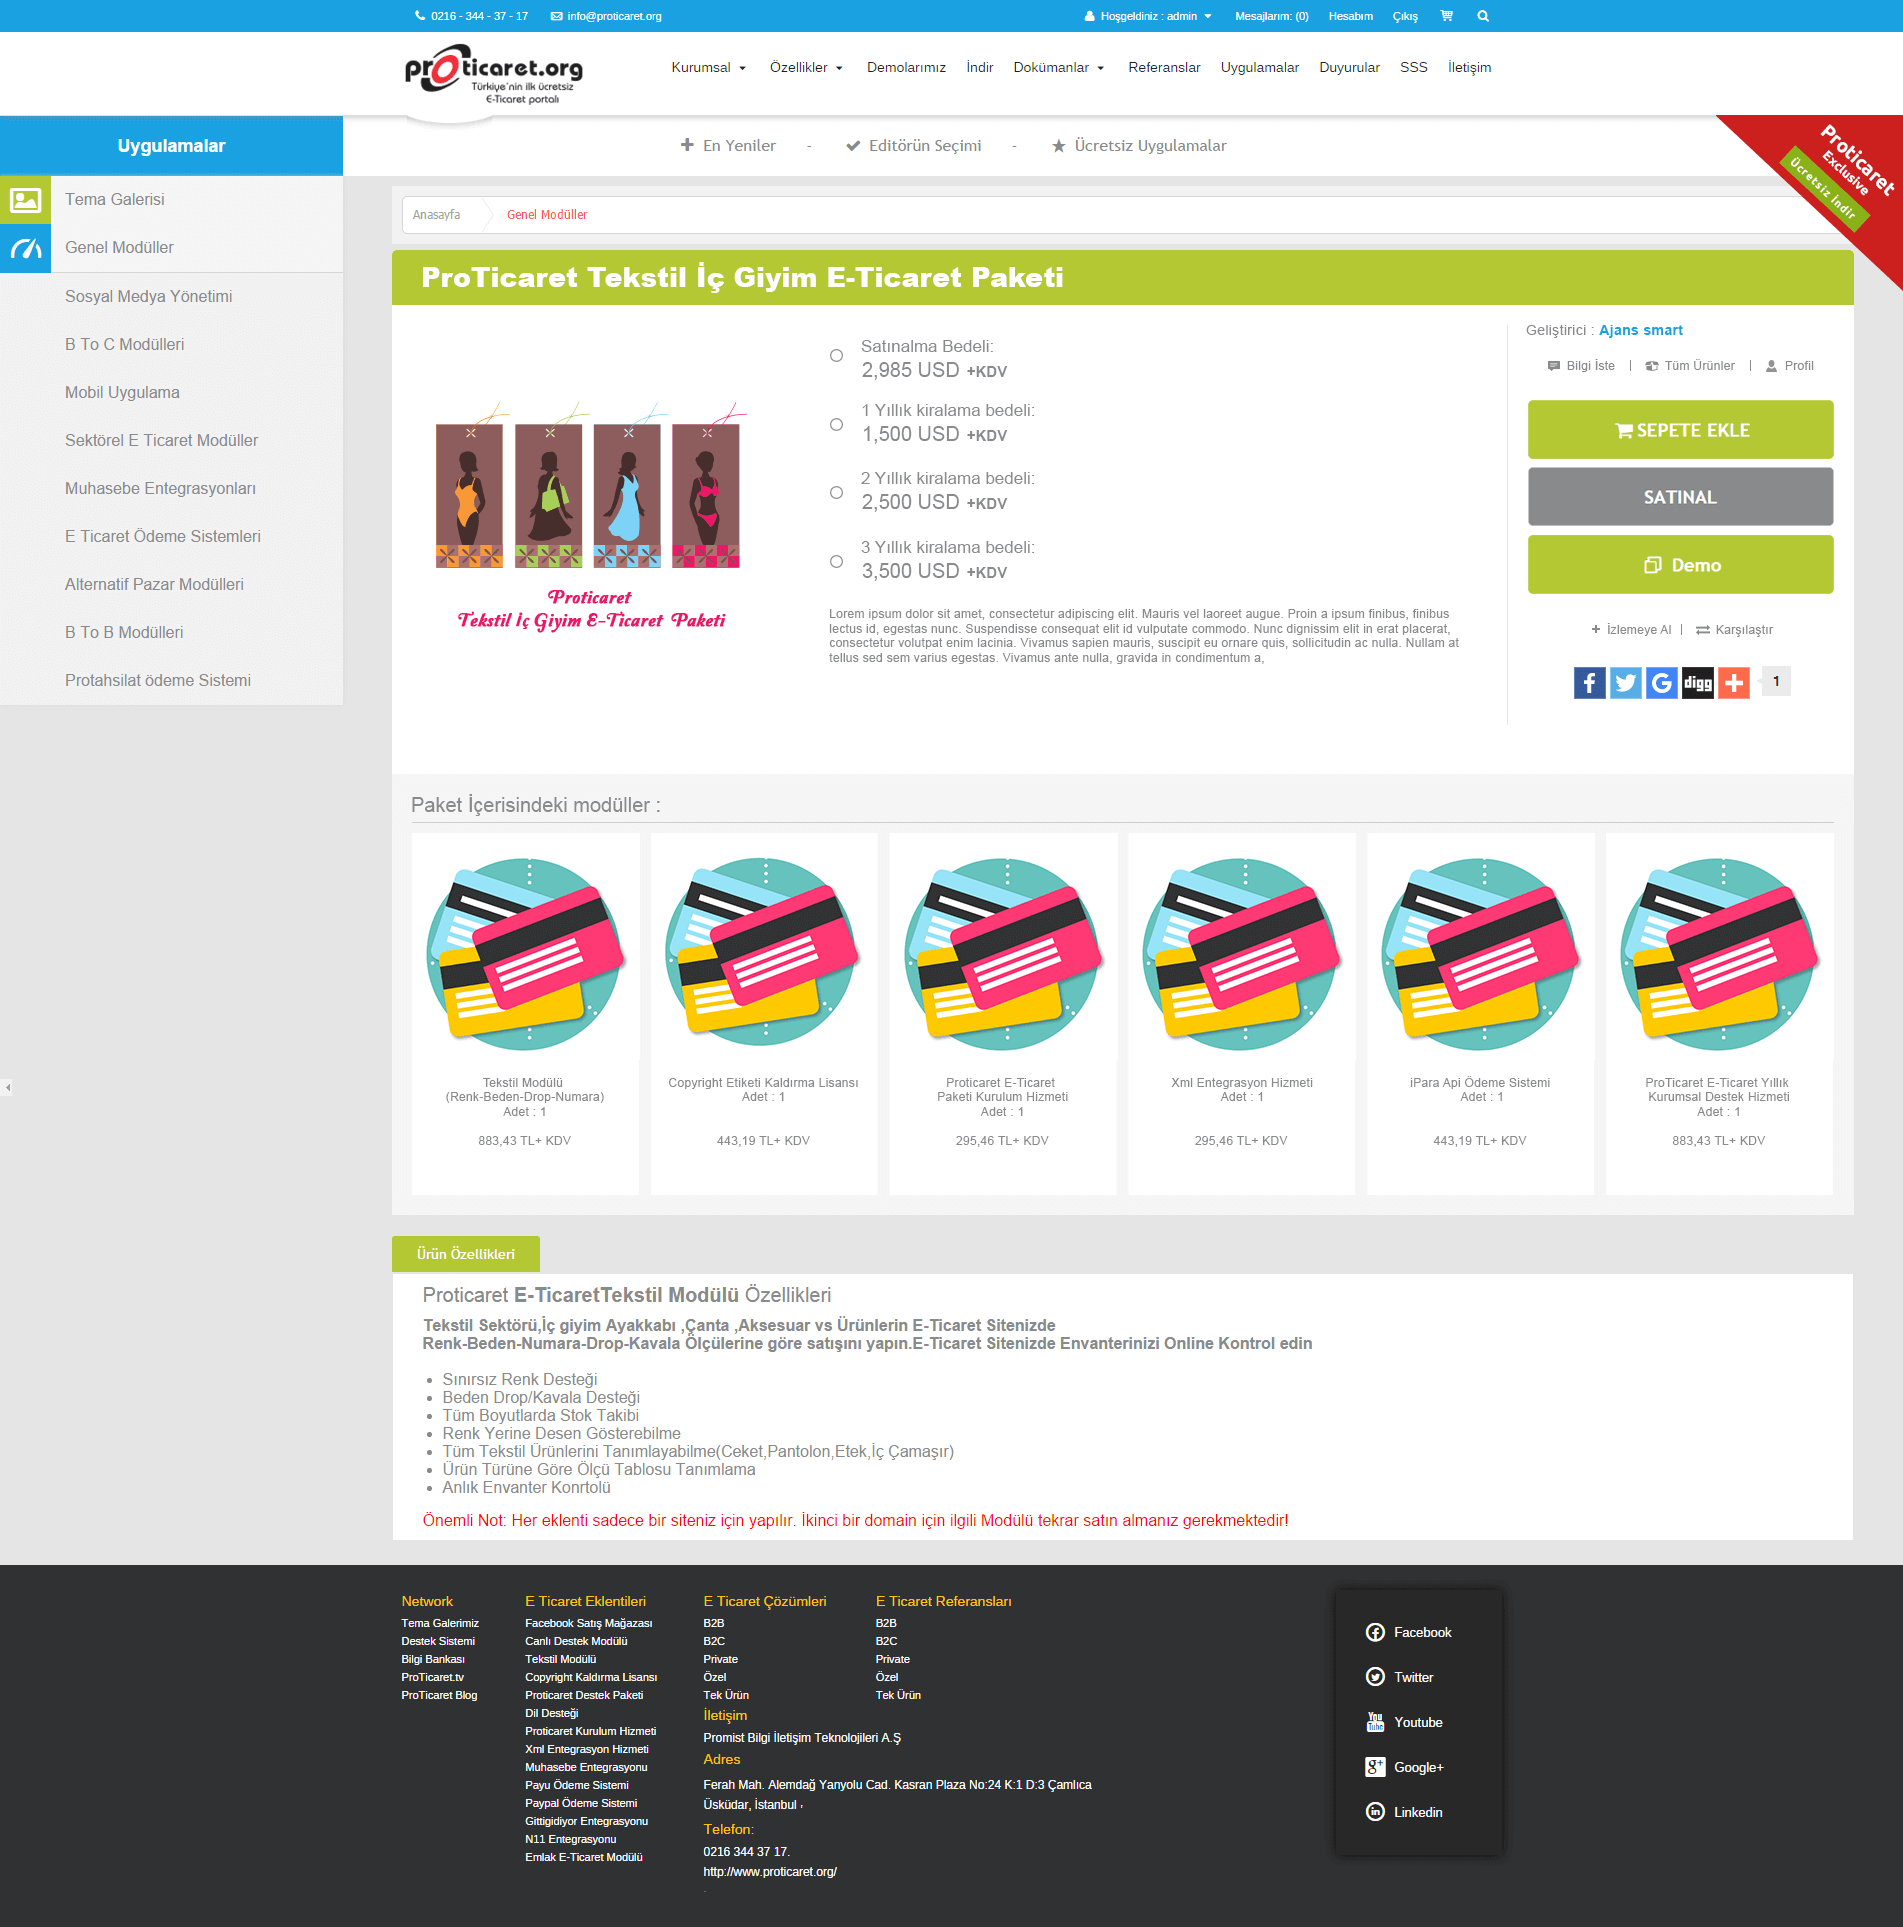 0216 - 344 - 37 - 17
info@proticaret.org
Hoşgeldiniz : admin
Mesajlarım: (0)
Hesabım
Çıkış
proticaret.org
Türkiye'nin ilk ücretsiz
E-Ticaret portalı
Kurumsal
Özellikler
Demolarımız
İndir
Dokümanlar
Referanslar
Uygulamalar
Duyurular
SSS
İletişim
Uygulamalar
En Yeniler
-
Editörün Seçimi
-
Ücretsiz Uygulamalar
Proticaret
Exclusive
Ücretsiz İndir
Tema Galerisi
Genel Modüller
Sosyal Medya Yönetimi
B To C Modülleri
Mobil Uygulama
Sektörel E Ticaret Modüller
Muhasebe Entegrasyonları
E Ticaret Ödeme Sistemleri
Alternatif Pazar Modülleri
B To B Modülleri
Protahsilat ödeme Sistemi
Anasayfa
Genel Modüller
ProTicaret Tekstil İç Giyim E-Ticaret Paketi
Proticaret
Tekstil İç Giyim E-Ticaret Paketi
Satınalma Bedeli:
2,985 USD +KDV
1 Yıllık kiralama bedeli:
1,500 USD +KDV
2 Yıllık kiralama bedeli:
2,500 USD +KDV
3 Yıllık kiralama bedeli:
3,500 USD +KDV
Lorem ipsum dolor sit amet, consectetur adipiscing elit. Mauris vel laoreet augue. Proin a ipsum finibus, finibus
lectus id, egestas nunc. Suspendisse consequat elit id vulputate commodo. Nunc dignissim elit in erat placerat,
consectetur volutpat enim lacinia. Vivamus sapien mauris, suscipit eu ornare quis, sollicitudin ac nulla. Nullam at
tellus sed sem varius egestas. Vivamus ante nulla, gravida in condimentum a,
Geliştirici : Ajans smart
Bilgi İste | Tüm Ürünler | Profil
SEPETE EKLE
SATINAL
Demo
İzlemeye Al | Karşılaştır
digg
1
Paket İçerisindeki modüller :
Tekstil Modülü
(Renk-Beden-Drop-Numara)
Adet : 1
883,43 TL+ KDV
Copyright Etiketi Kaldırma Lisansı
Adet : 1
443,19 TL+ KDV
Proticaret E-Ticaret
Paketi Kurulum Hizmeti
Adet : 1
295,46 TL+ KDV
Xml Entegrasyon Hizmeti
Adet : 1
295,46 TL+ KDV
iPara Api Ödeme Sistemi
Adet : 1
443,19 TL+ KDV
ProTicaret E-Ticaret Yıllık
Kurumsal Destek Hizmeti
Adet : 1
883,43 TL+ KDV
Ürün Özellikleri
Proticaret E-TicaretTekstil Modülü Özellikleri
Tekstil Sektörü,İç giyim Ayakkabı ,Çanta ,Aksesuar vs Ürünlerin E-Ticaret Sitenizde
Renk-Beden-Numara-Drop-Kavala Ölçülerine göre satışını yapın.E-Ticaret Sitenizde Envanterinizi Online Kontrol edin
• Sınırsız Renk Desteği
• Beden Drop/Kavala Desteği
• Tüm Boyutlarda Stok Takibi
• Renk Yerine Desen Gösterebilme
• Tüm Tekstil Ürünlerini Tanımlayabilme(Ceket,Pantolon,Etek,İç Çamaşır)
• Ürün Türüne Göre Ölçü Tablosu Tanımlama
• Anlık Envanter Konrtolü
Önemli Not: Her eklenti sadece bir siteniz için yapılır. İkinci bir domain için ilgili Modülü tekrar satın almanız gerekmektedir!
Network
Tema Galerimiz
Destek Sistemi
Bilgi Bankası
ProTicaret.tv
ProTicaret Blog
E Ticaret Eklentileri
Facebook Satış Mağazası
Canlı Destek Modülü
Tekstil Modülü
Copyright Kaldırma Lisansı
Proticaret Destek Paketi
Dil Desteği
Proticaret Kurulum Hizmeti
Xml Entegrasyon Hizmeti
Muhasebe Entegrasyonu
Payu Ödeme Sistemi
Paypal Ödeme Sistemi
Gittigidiyor Entegrasyonu
N11 Entegrasyonu
Emlak E-Ticaret Modülü
E Ticaret Çözümleri
B2B
B2C
Private
Özel
Tek Ürün
E Ticaret Referansları
B2B
B2C
Private
Özel
Tek Ürün
İletişim
Promist Bilgi İletişim Teknolojileri A.Ş
Adres
Ferah Mah. Alemdağ Yanyolu Cad. Kasran Plaza No:24 K:1 D:3 Çamlıca
Üsküdar, İstanbul ,
Telefon:
0216 344 37 17.
http://www.proticaret.org/
Facebook
Twitter
You Tube
Youtube
Google+
Linkedin